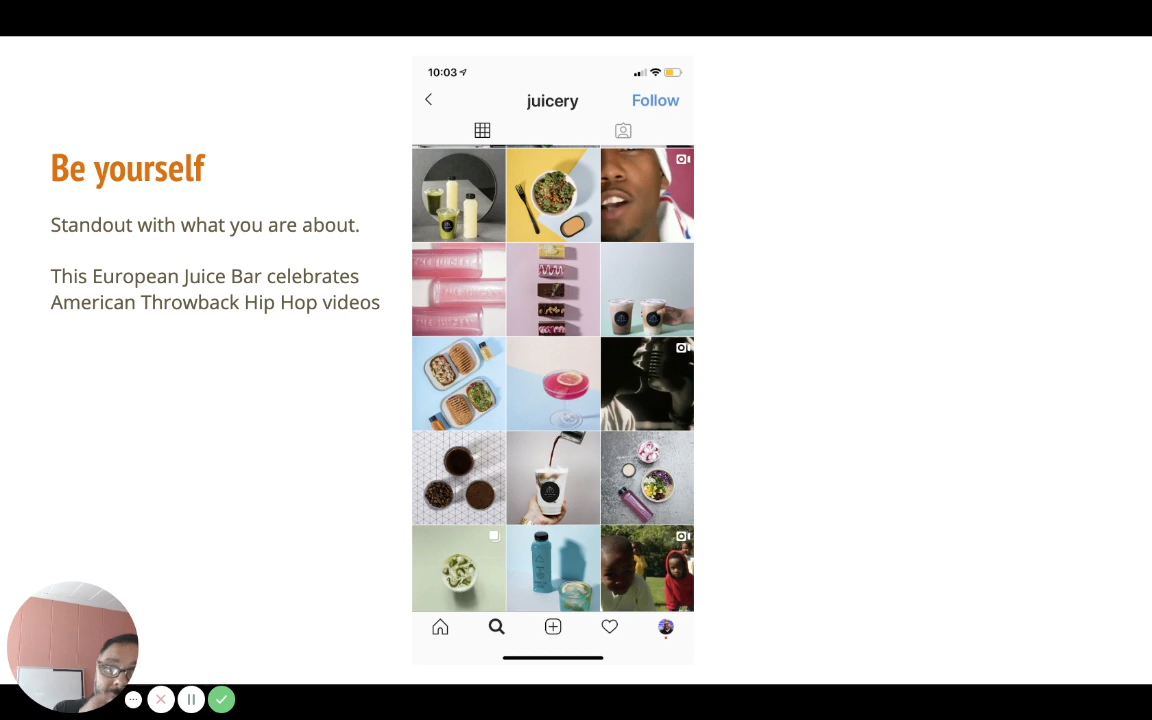 10:03
juicery
Follow
Be yourself
Standout with what you are about.
This European Juice Bar celebrates
American Throwback Hip Hop videos